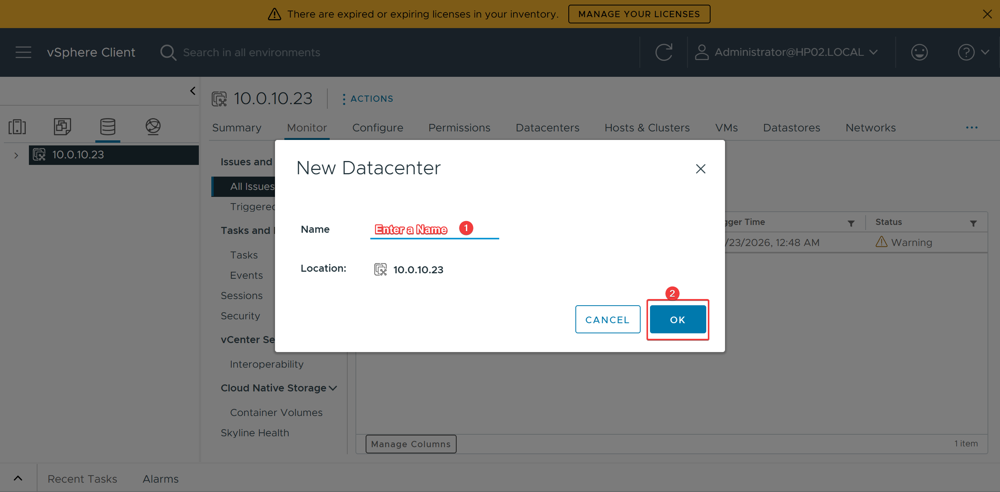 There are expired or expiring licenses in your inventory. MANAGE YOUR LICENSES
vSphere Client Search in all environments Administrator@HP02.LOCAL
10.0.10.23 ACTIONS
Summary Monitor Configure Permissions Datacenters Hosts & Clusters VMs Datastores Networks
10.0.10.23
Issues and
All Issues
Triggered
Tasks and
Tasks
Events
Sessions
Security
vCenter Se
Interoperability
Cloud Native Storage
Container Volumes
Skyline Health
New Datacenter
Name Enter a Name 1
Location: 10.0.10.23
2
CANCEL OK
gger Time Status
/23/2026, 12:48 AM Warning
Manage Columns 1 item
Recent Tasks Alarms